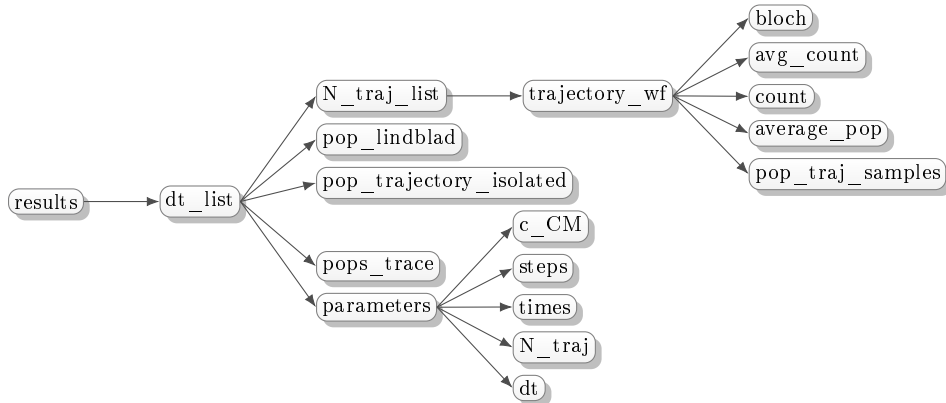 results
dt_list
N_traj_list
pop_lindblad
pop_trajectory_isolated
pops_trace
parameters
trajectory_wf
bloch
avg_count
count
average_pop
pop_traj_samples
c_CM
steps
times
N_traj
dt